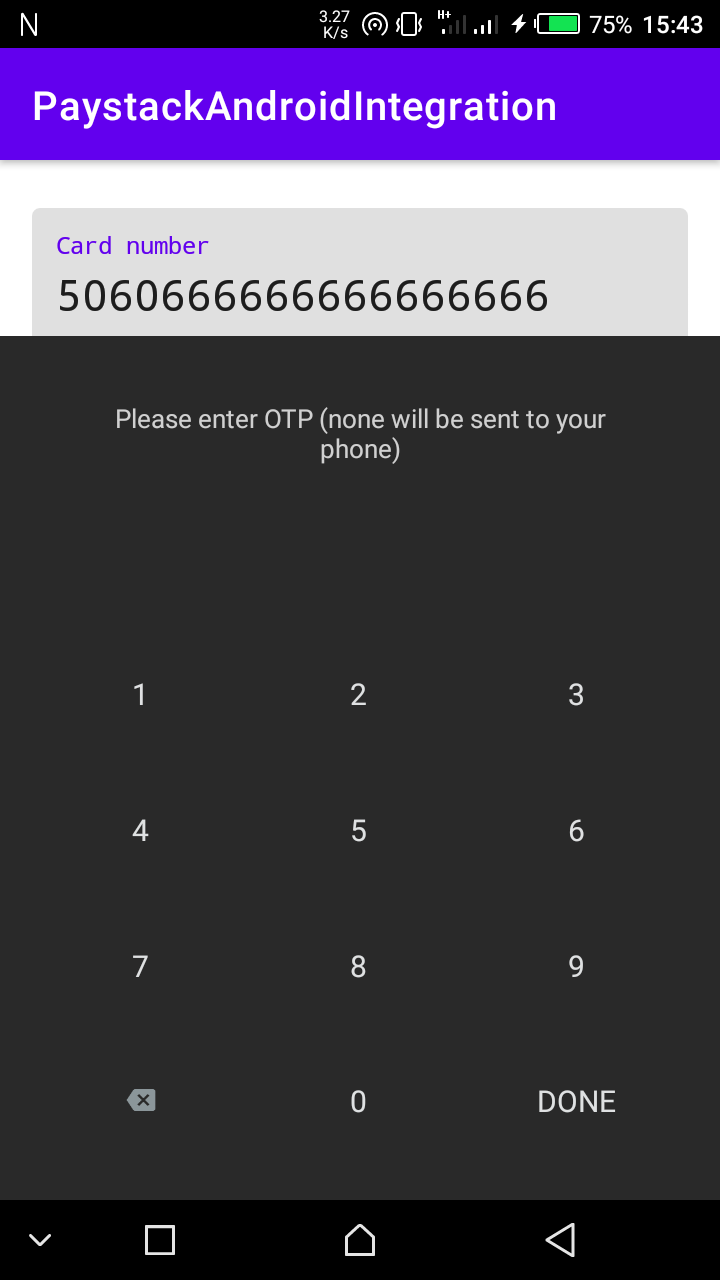 N
3.27
K/s
H+
75%
15:43
PaystackAndroidIntegration
Card number
5060666666666666666
Please enter OTP (none will be sent to your
phone)
1 2 3
4 5 6
7 8 9
0 DONE